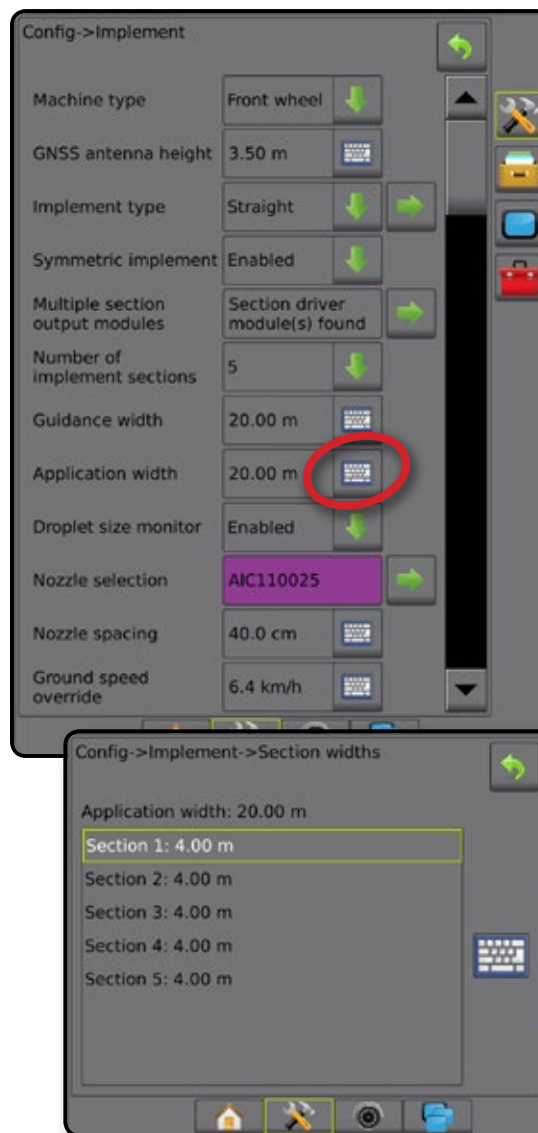 Config->Implement
Machine type Front wheel
GNSS antenna height 3.50 m
Implement type Straight
Symmetric implement Enabled
Multiple section Section driver
output modules module(s) found
Number of
implement sections 5
Guidance width 20.00 m
Application width 20.00 m
Droplet size monitor Enabled
Nozzle selection AIC110025
Nozzle spacing 40.0 cm
Ground speed
override 6.4 km/h
Config->Implement->Section widths
Application width: 20.00 m
Section 1: 4.00 m
Section 2: 4.00 m
Section 3: 4.00 m
Section 4: 4.00 m
Section 5: 4.00 m